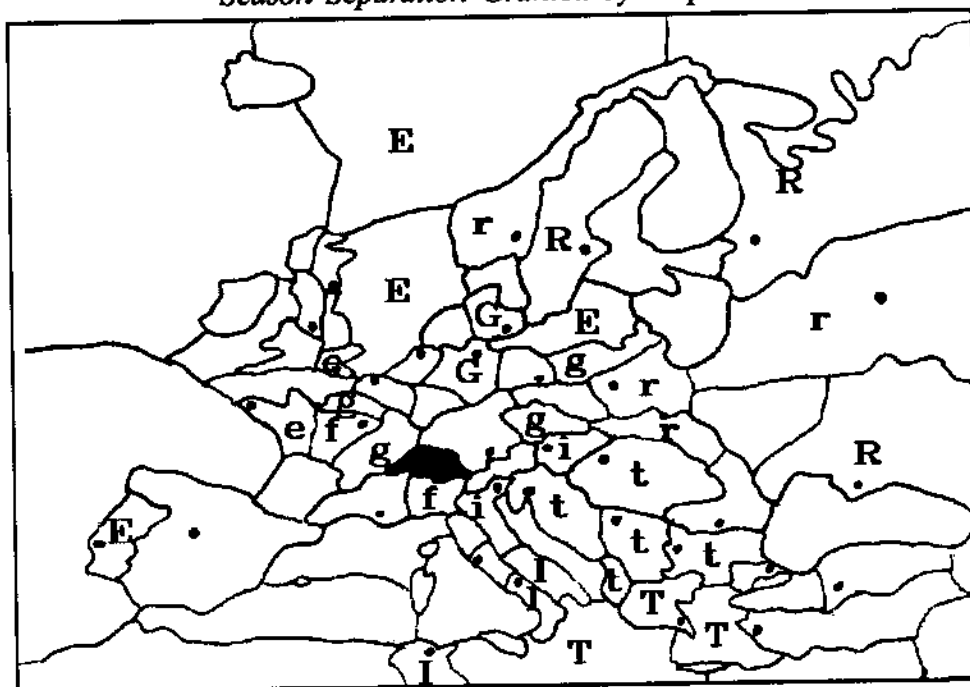 Season Separation Granted by
E
R
r R
E
G E r
e G g r
e f g r
g i R
t
f i t
E t t
I t
I T
T
T
I